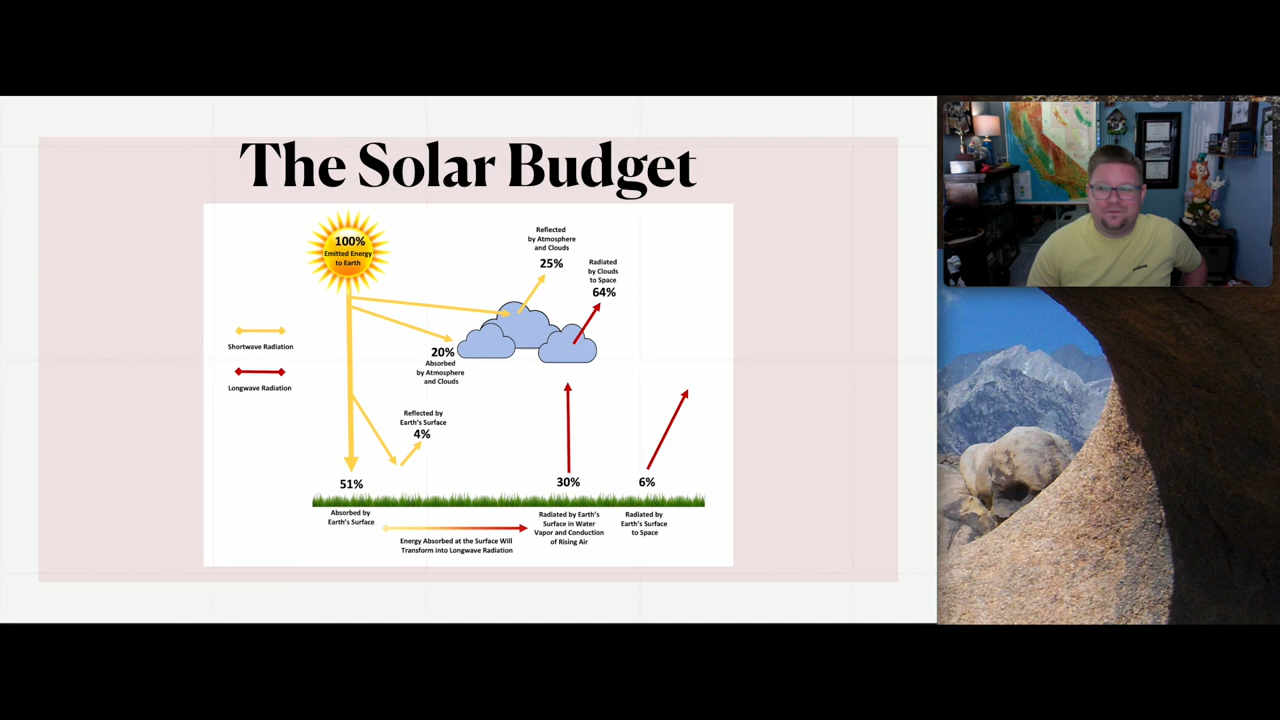 The Solar Budget
100%
Emitted Energy
to Earth
Reflected
by Atmosphere
and Clouds
25%
Radiated
by Clouds
to Space
64%
Shortwave Radiation
Longwave Radiation
20%
Absorbed
by Atmosphere
and Clouds
Reflected by
Earth's Surface
4%
51%
Absorbed by
Earth's Surface
Energy Absorbed at the Surface Will
Transform into Longwave Radiation
30%
Radiated by Earth's
Surface in Water
Vapor and Conduction
of Rising Air
6%
Radiated by
Earth's Surface
to Space